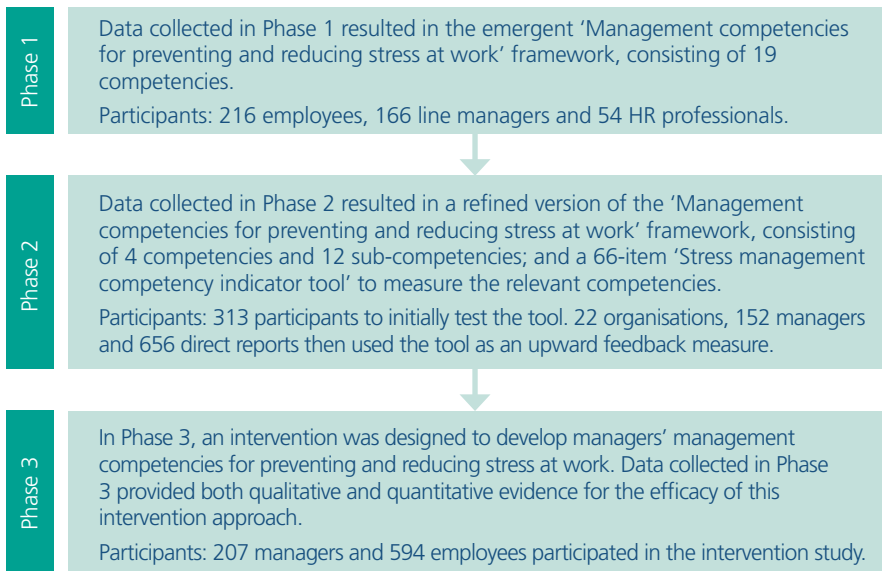 Phase 1
Data collected in Phase 1 resulted in the emergent ‘Management competencies
for preventing and reducing stress at work’ framework, consisting of 19
competencies.
Participants: 216 employees, 166 line managers and 54 HR professionals.
Phase 2
Data collected in Phase 2 resulted in a refined version of the ‘Management
competencies for preventing and reducing stress at work’ framework, consisting
of 4 competencies and 12 sub-competencies; and a 66-item ‘Stress management
competency indicator tool’ to measure the relevant competencies.
Participants: 313 participants to initially test the tool. 22 organisations, 152 managers
and 656 direct reports then used the tool as an upward feedback measure.
Phase 3
In Phase 3, an intervention was designed to develop managers’ management
competencies for preventing and reducing stress at work. Data collected in Phase
3 provided both qualitative and quantitative evidence for the efficacy of this
intervention approach.
Participants: 207 managers and 594 employees participated in the intervention study.